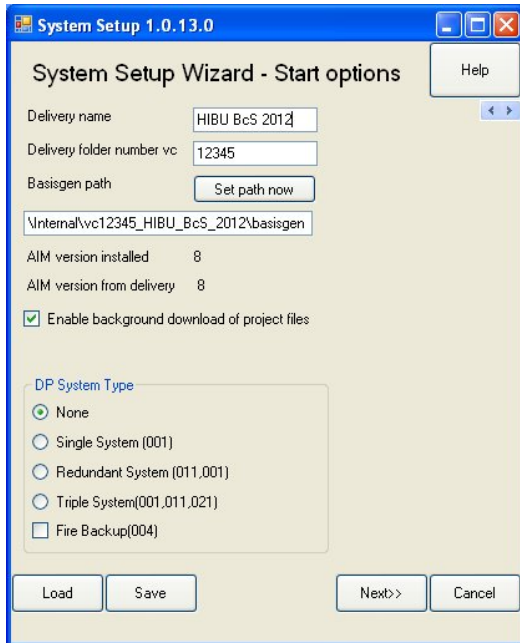 System Setup 1.0.13.0
System Setup Wizard - Start options
Help
Delivery name
HIBU BcS 2012
Delivery folder number vc
12345
Basisgen path
Set path now
\Internal\vc12345_HIBU_BcS_2012\basisgen
AIM version installed 8
AIM version from delivery 8
Enable background download of project files
DP System Type
None
Single System (001)
Redundant System (011,001)
Triple System(001,011,021)
Fire Backup(004)
Load Save Next>> Cancel